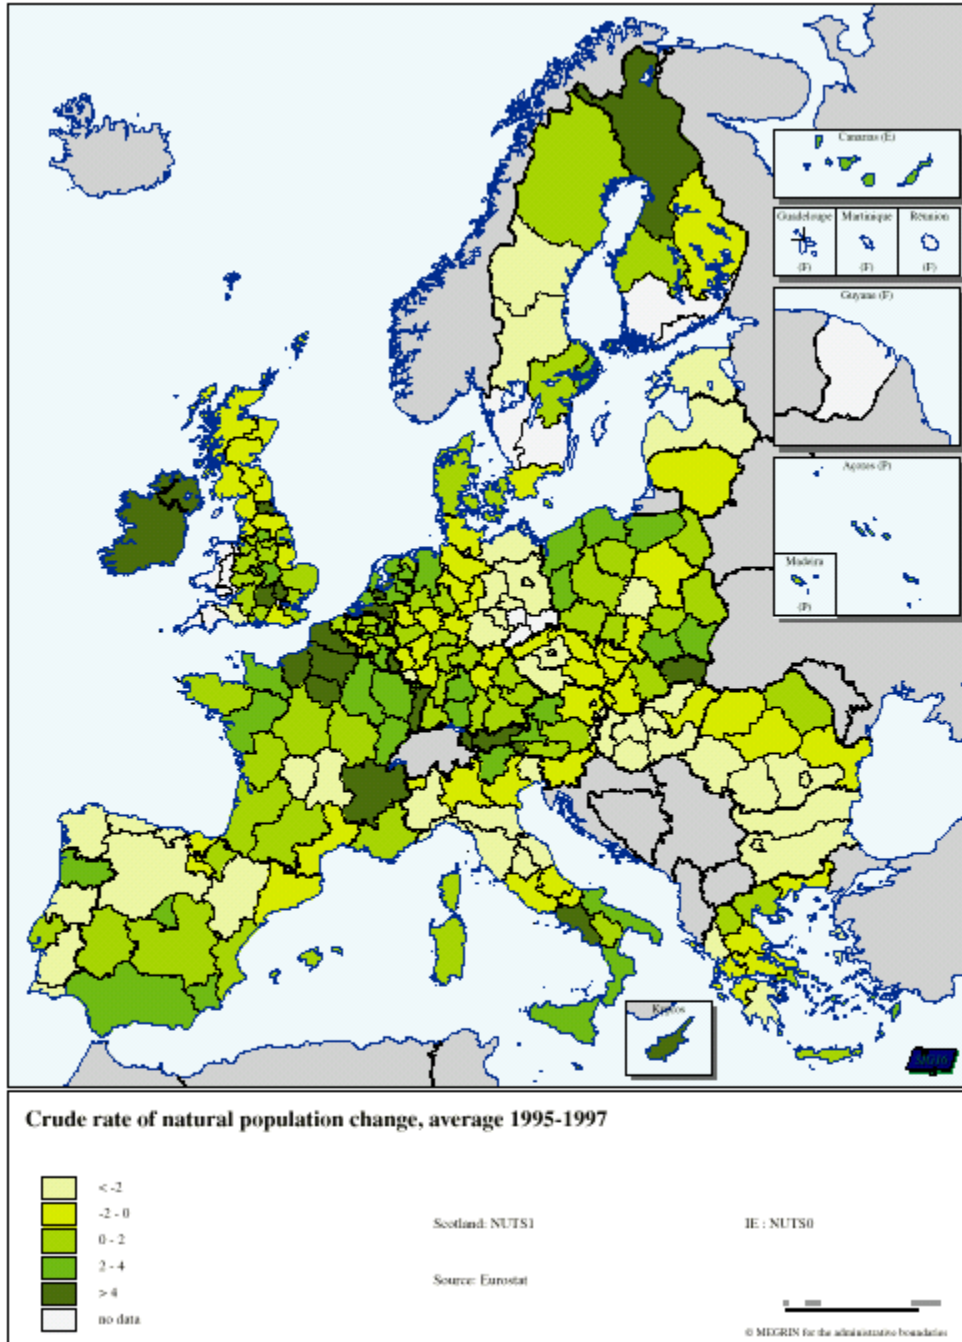 Canarias (E)
Guadeloupe
Martinique
Réunion
(F)
(F)
(F)
Guyane (F)
Açores (P)
Madeira
(P)
Kypros
Crude rate of natural population change, average 1995-1997
< -2
-2 - 0
0 - 2
2 - 4
> 4
no data
Scotland: NUTS1
IE : NUTS0
Source: Eurostat
© MEGRIN for the administrative boundaries